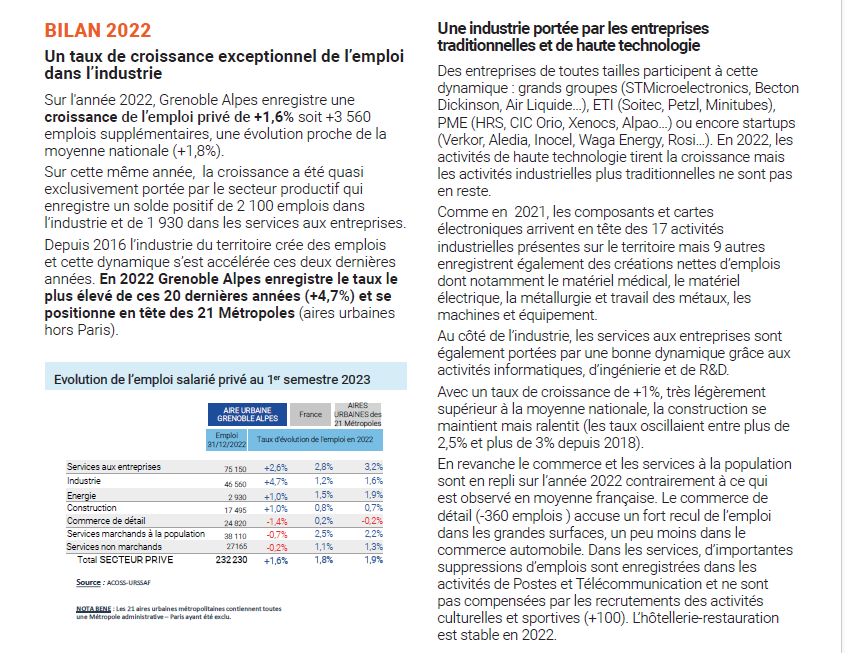 BILAN 2022
Un taux de croissance exceptionnel de l’emploi
dans l’industrie
Sur l'année 2022, Grenoble Alpes enregistre une
croissance de l’emploi privé de +1,6% soit +3 560
emplois supplémentaires, une évolution proche de la
moyenne nationale (+1,8%).
Sur cette même année, la croissance a été quasi
exclusivement portée par le secteur productif qui
enregistre un solde positif de 2 100 emplois dans
l’industrie et de 1 930 dans les services aux entreprises.
Depuis 2016 l’industrie du territoire crée des emplois
et cette dynamique s’est accélérée ces deux dernières
années. En 2022 Grenoble Alpes enregistre le taux le
plus élevé de ces 20 dernières années (+4,7%) et se
positionne en tête des 21 Métropoles (aires urbaines
hors Paris).
Evolution de l’emploi salarié privé au 1er semestre 2023
AIRE URBAINE GRENOBLE ALPES France AIRES URBAINES des 21 Métropoles
Emploi 31/12/2022 Taux d'évolution de l'emploi en 2022
Services aux entreprises 75 150 +2,6% 2,8% 3,2%
Industrie 46 560 +4,7% 1,2% 1,6%
Energie 2 930 +1,0% 1,5% 1,9%
Construction 17 495 +1,0% 0,8% 0,7%
Commerce de détail 24 820 -1,4% 0,2% -0,2%
Services marchands à la population 38 110 -0,7% 2,5% 2,2%
Services non marchands 27165 -0,2% 1,1% 1,3%
Total SECTEUR PRIVE 232 230 +1,6% 1,8% 1,9%
Source : ACOSS-URSSAF
NOTA BENE : Les 21 aires urbaines métropolitaines contiennent toutes
une Métropole administrative – Paris ayant été exclu.
Une industrie portée par les entreprises
traditionnelles et de haute technologie
Des entreprises de toutes tailles participent à cette
dynamique : grands groupes (STMicroelectronics, Becton
Dickinson, Air Liquide...), ETI (Soitec, Petzl, Minitubes),
PME (HRS, CIC Orio, Xenocs, Alpao...) ou encore startups
(Verkor, Aledia, Inocel, Waga Energy, Rosi...). En 2022, les
activités de haute technologie tirent la croissance mais
les activités industrielles plus traditionnelles ne sont pas
en reste.
Comme en 2021, les composants et cartes
électroniques arrivent en tête des 17 activités
industrielles présentes sur le territoire mais 9 autres
enregistrent également des créations nettes d’emplois
dont notamment le matériel médical, le matériel
électrique, la métallurgie et travail des métaux, les
machines et équipement.
Au côté de l’industrie, les services aux entreprises sont
également portées par une bonne dynamique grâce aux
activités informatiques, d’ingénierie et de R&D.
Avec un taux de croissance de +1%, très légèrement
supérieur à la moyenne nationale, la construction se
maintient mais ralentit (les taux oscillaient entre plus de
2,5% et plus de 3% depuis 2018).
En revanche le commerce et les services à la population
sont en repli sur l’année 2022 contrairement à ce qui
est observé en moyenne française. Le commerce de
détail (-360 emplois ) accuse un fort recul de l’emploi
dans les grandes surfaces, un peu moins dans le
commerce automobile. Dans les services, d’importantes
suppressions d’emplois sont enregistrées dans les
activités de Postes et Télécommunication et ne sont
pas compensées par les recrutements des activités
culturelles et sportives (+100). L’hôtellerie-restauration
est stable en 2022.